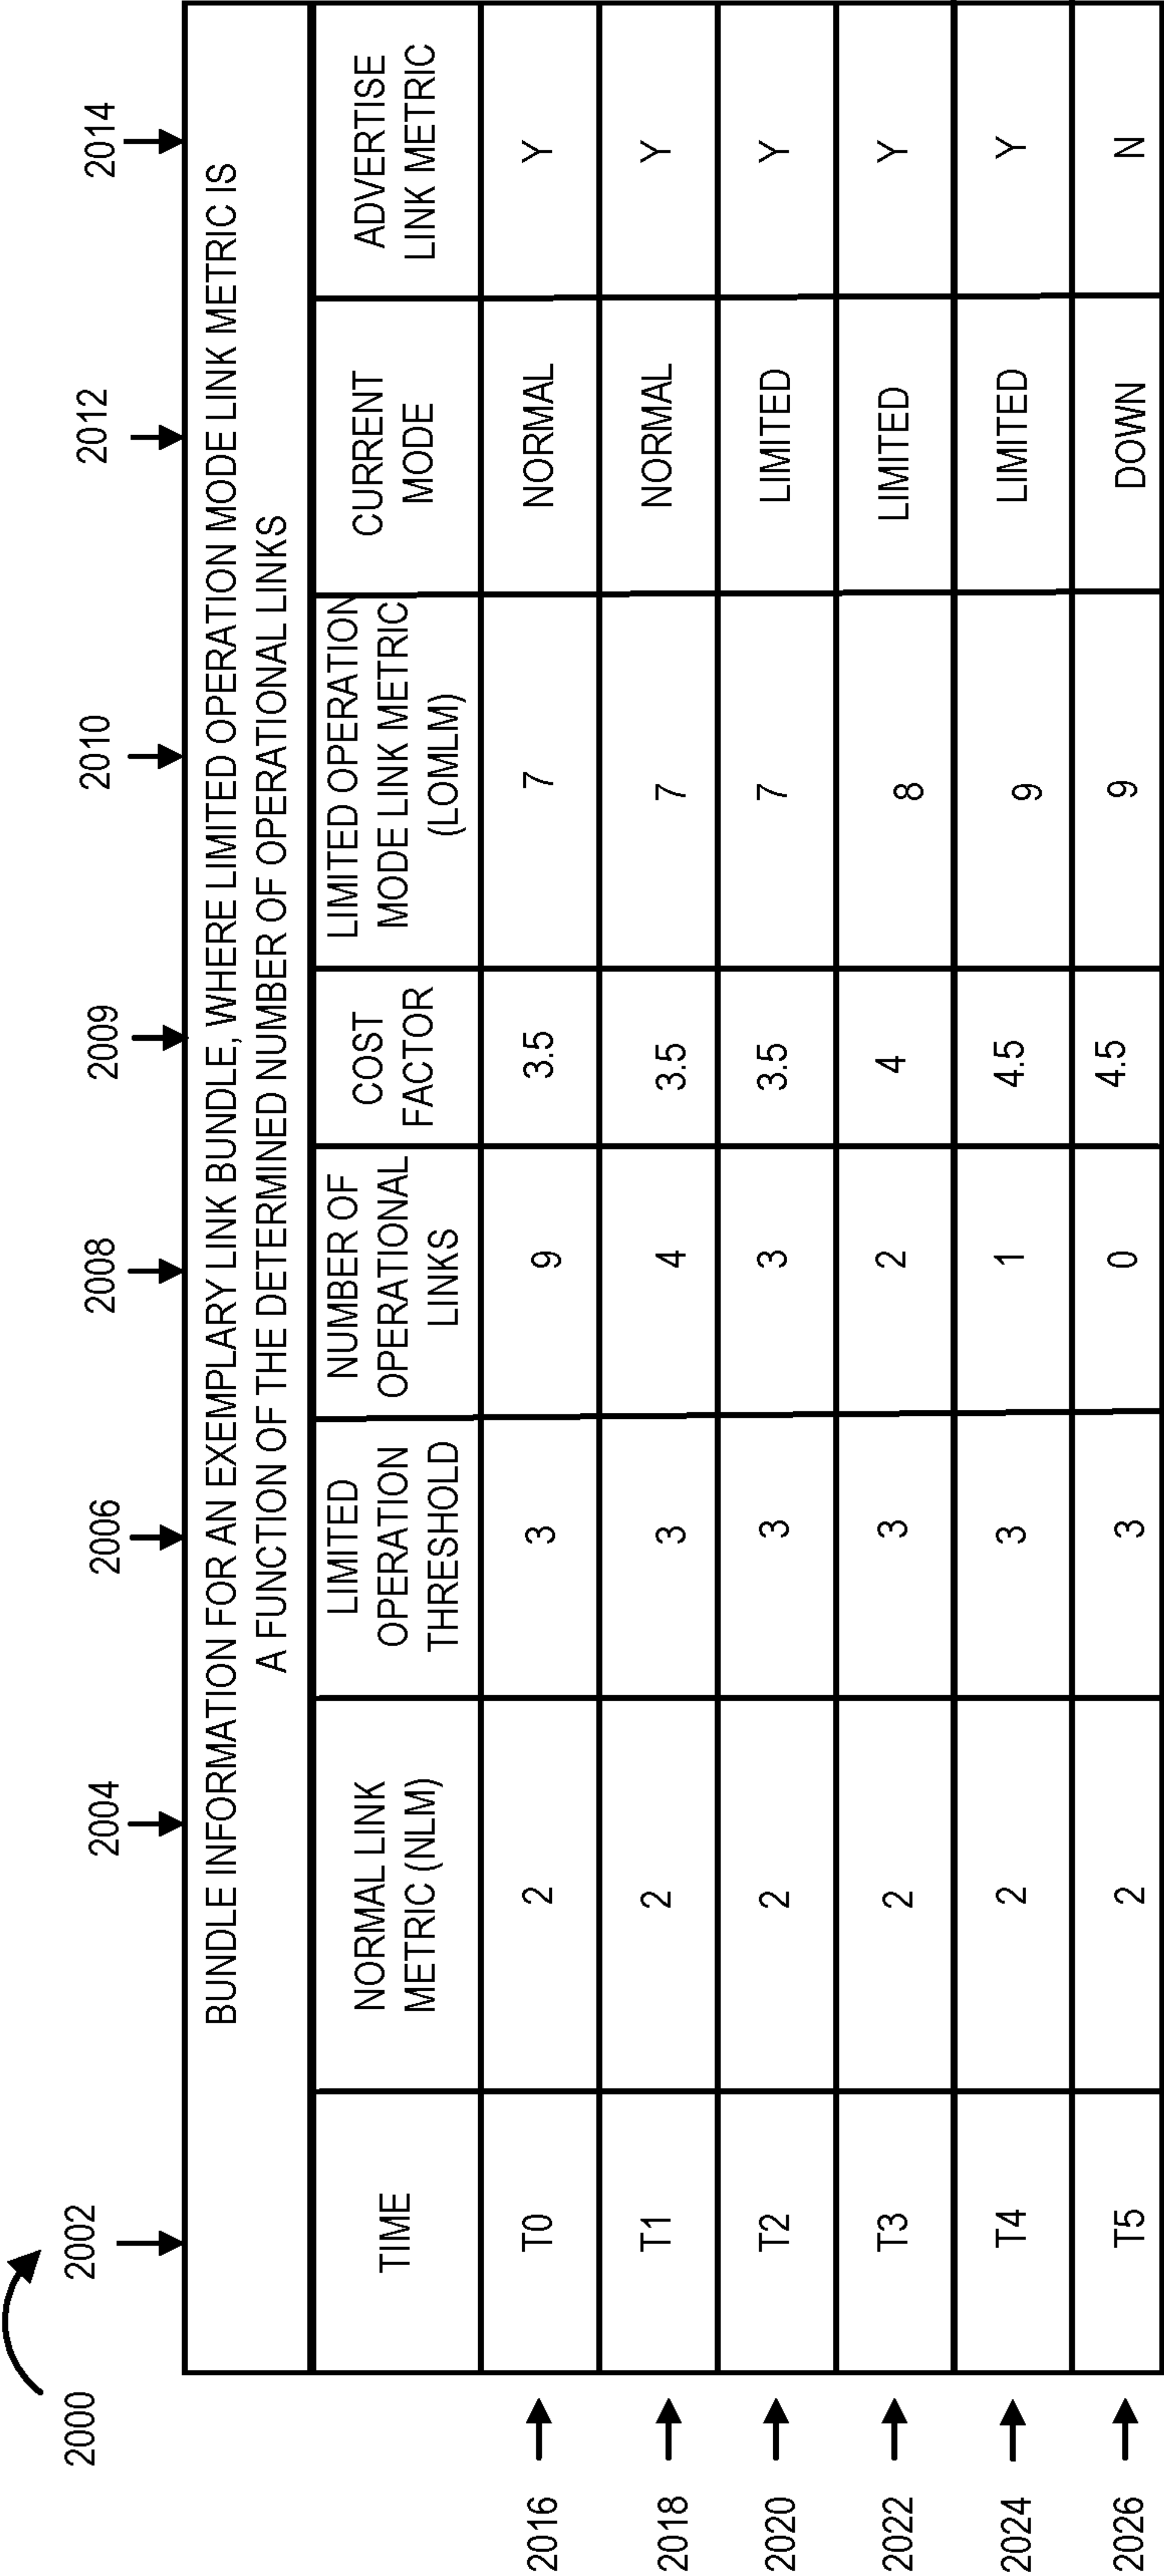 2000
2002 2004 2006 2008 2009 2010 2012 2014
BUNDLE INFORMATION FOR AN EXEMPLARY LINK BUNDLE, WHERE LIMITED OPERATION MODE LINK METRIC IS
A FUNCTION OF THE DETERMINED NUMBER OF OPERATIONAL LINKS
TIME
NORMAL LINK
METRIC (NLM)
LIMITED
OPERATION
THRESHOLD
NUMBER OF
OPERATIONAL
LINKS
COST
FACTOR
LIMITED OPERATION
MODE LINK METRIC
(LOMLM)
CURRENT
MODE
ADVERTISE
LINK METRIC
2016 T0 2 3 9 3.5 7 NORMAL Y
2018 T1 2 3 4 3.5 7 NORMAL Y
2020 T2 2 3 3 3.5 7 LIMITED Y
2022 T3 2 3 2 4 8 LIMITED Y
2024 T4 2 3 1 4.5 9 LIMITED Y
2026 T5 2 3 0 4.5 9 DOWN N